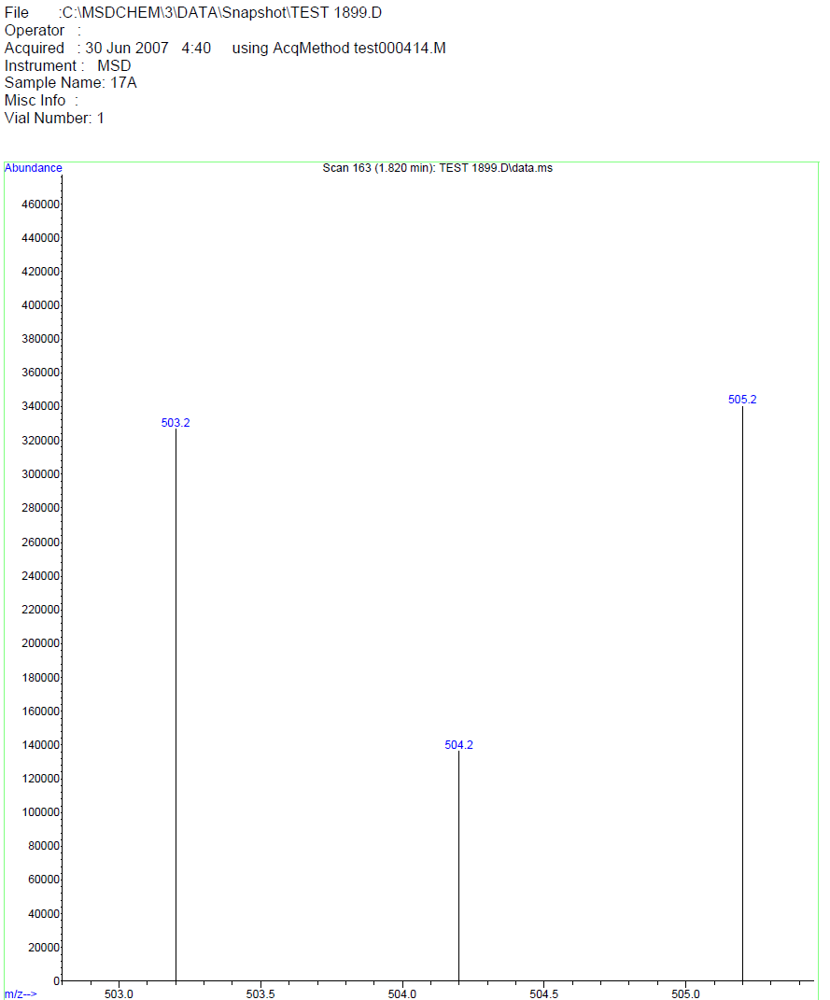 File :C:\MSDCHEM\3\DATA\Snapshot\TEST 1899.D
Operator :
Acquired : 30 Jun 2007 4:40 using AcqMethod test000414.M
Instrument : MSD
Sample Name: 17A
Misc Info :
Vial Number: 1
Abundance
Scan 163 (1.820 min): TEST 1899.D\data.ms
460000
440000
420000
400000
380000
360000
340000
320000
300000
280000
260000
240000
220000
200000
180000
160000
140000
120000
100000
80000
60000
40000
20000
0
503.2
504.2
505.2
m/z-->
503.0 503.5 504.0 504.5 505.0